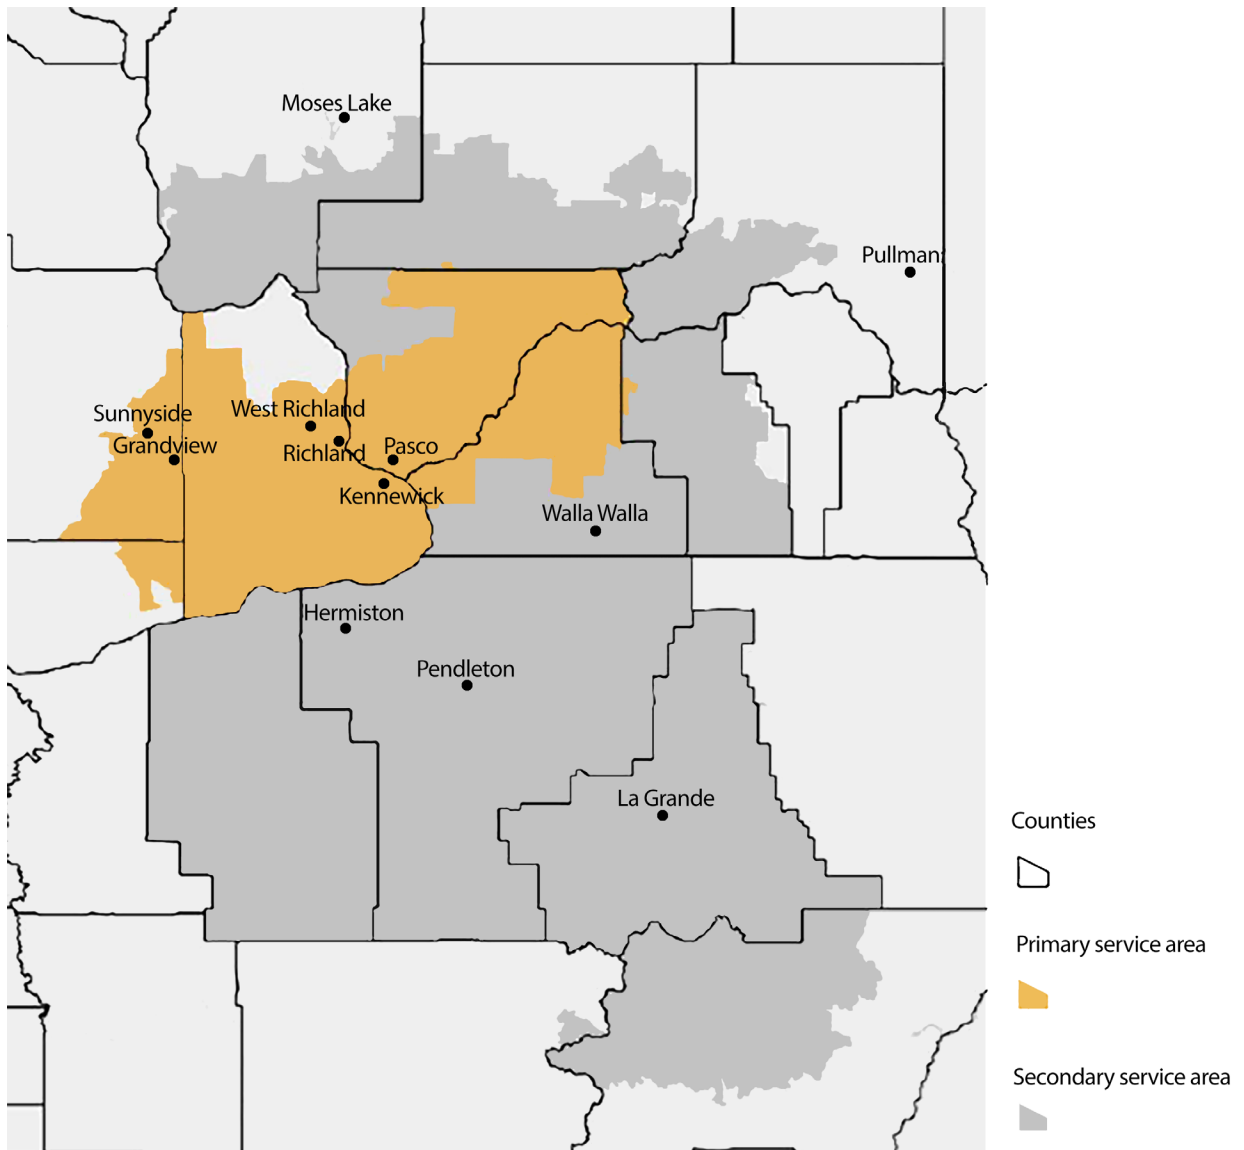 Moses Lake
Pullman
Sunnyside
West Richland
Grandview
Richland
Pasco
Kennewick
Walla Walla
Hermiston
Pendleton
La Grande
Counties
Primary service area
Secondary service area